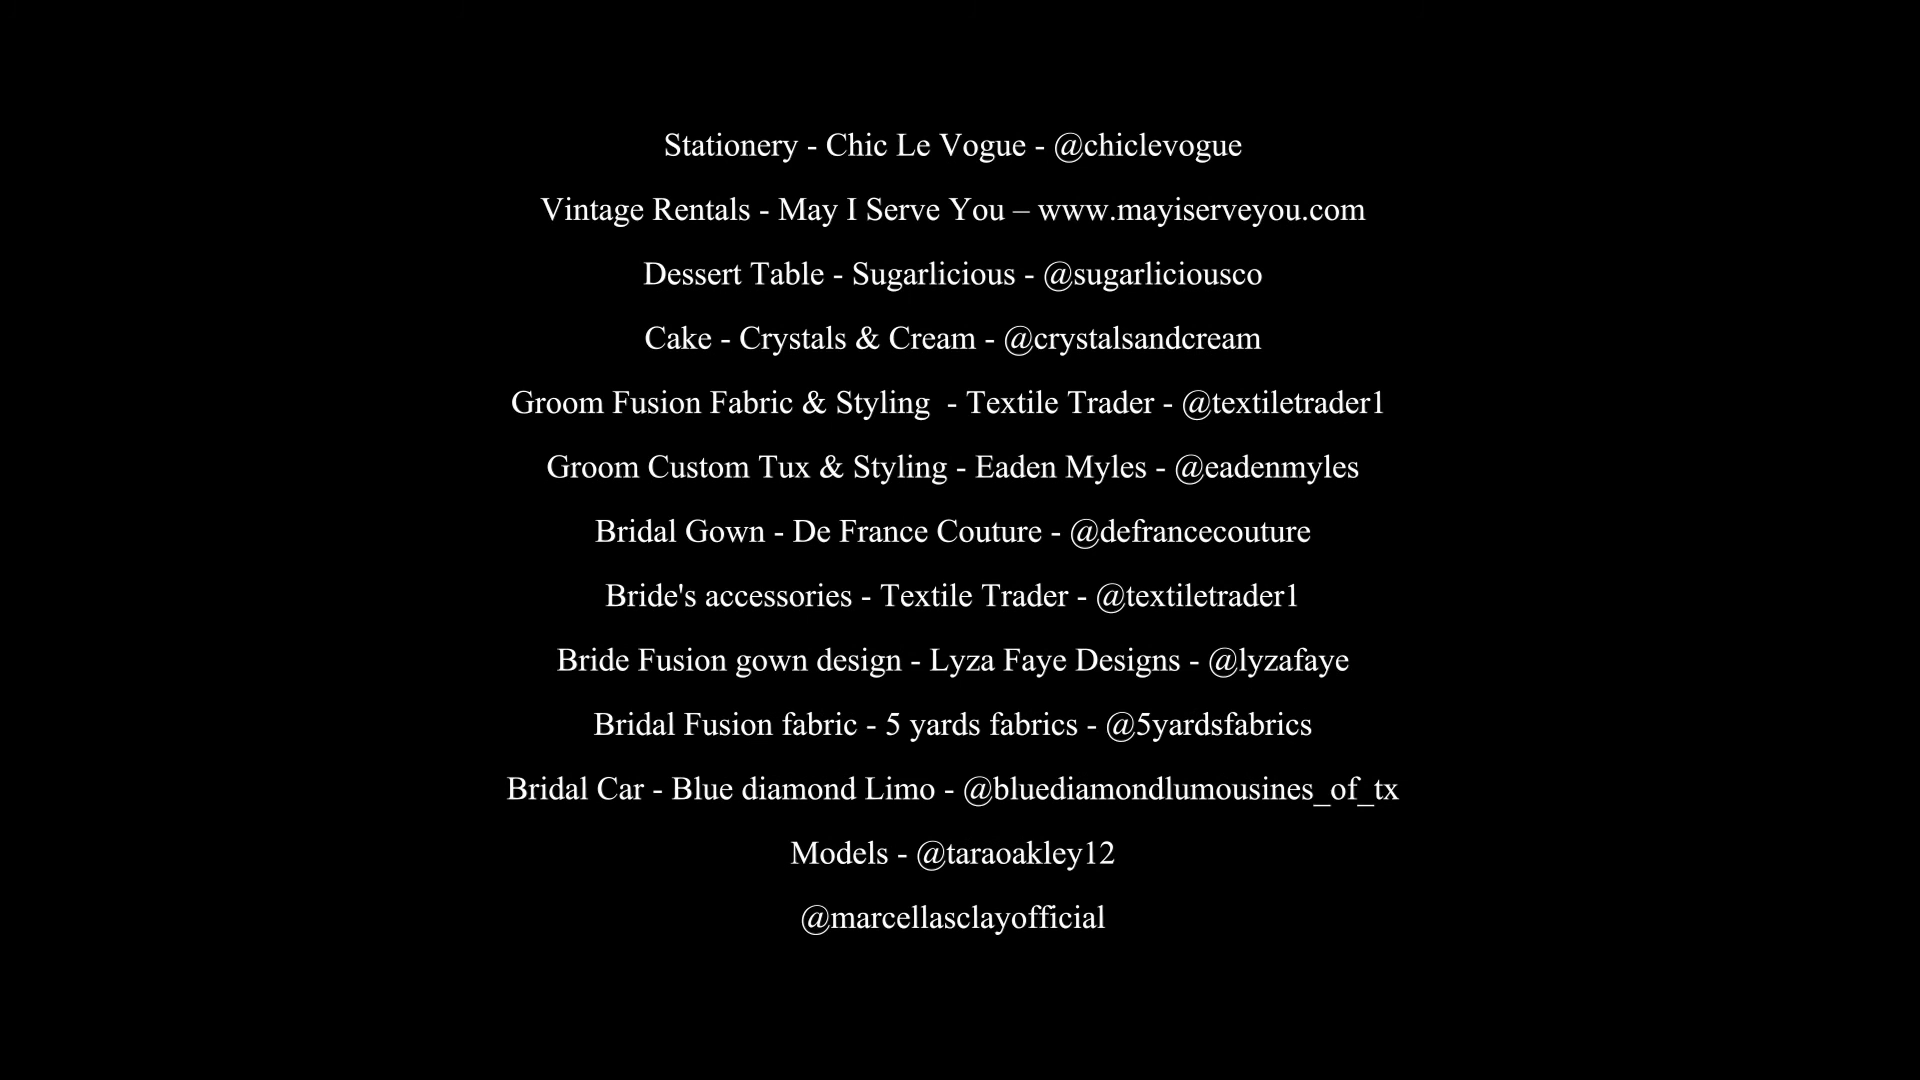 Stationery - Chic Le Vogue - @chiclevogue
Vintage Rentals - May I Serve You – www.mayiserveyou.com
Dessert Table - Sugarlicious - @sugarliciousco
Cake - Crystals & Cream - @crystalsandcream
Groom Fusion Fabric & Styling  - Textile Trader - @textiletrader1
Groom Custom Tux & Styling - Eaden Myles - @eadenmyles
Bridal Gown - De France Couture - @defrancecouture
Bride's accessories - Textile Trader - @textiletrader1
Bride Fusion gown design - Lyza Faye Designs - @lyzafaye
Bridal Fusion fabric - 5 yards fabrics - @5yardsfabrics
Bridal Car - Blue diamond Limo - @bluediamondlumousines_of_tx
Models - @taraoakley12
@marcellasclayofficial